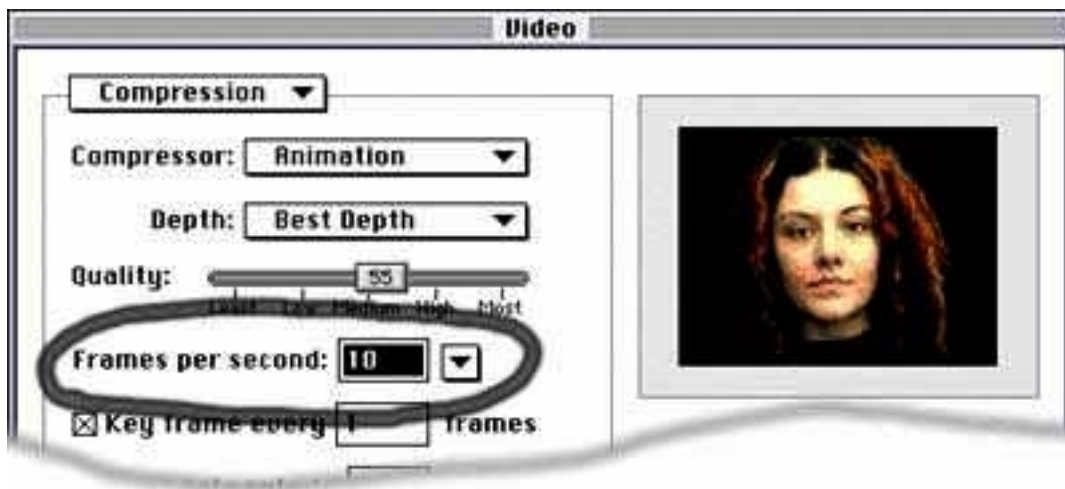 Video
Compression
Compressor: Animation
Depth: Best Depth
Quality: 55
Least Low Medium High Most
Frames per second: 10
Key frame every 1 frames